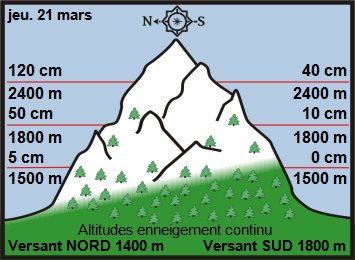 jeu. 21 mars
N S
120 cm 40 cm
2400 m 2400 m
50 cm 10 cm
1800 m 1800 m
5 cm 0 cm
1500 m 1500 m
Altitudes enneigement continu
Versant NORD 1400 m Versant SUD 1800 m